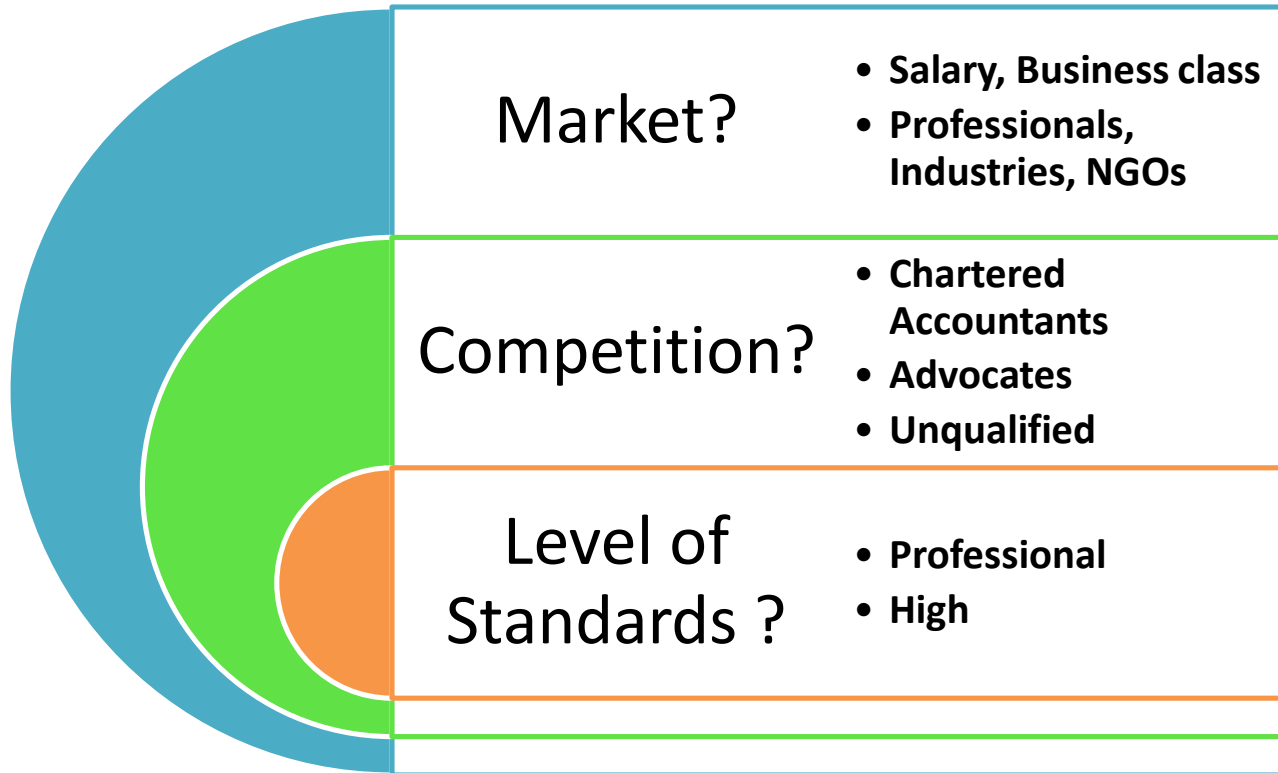 Market?
• Salary, Business class
• Professionals,
Industries, NGOs
Competition?
• Chartered
Accountants
• Advocates
• Unqualified
Level of
Standards ?
• Professional
• High